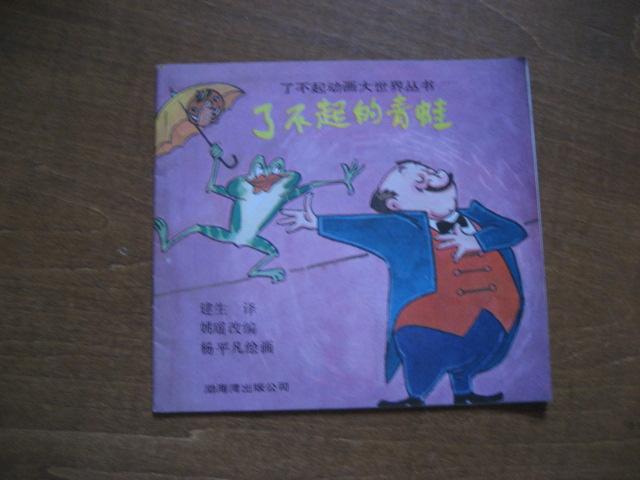 了不起动画大世界丛书
了不起的青蛙
建生 译
姚瑶改编
杨平凡绘画
渤海湾出版公司